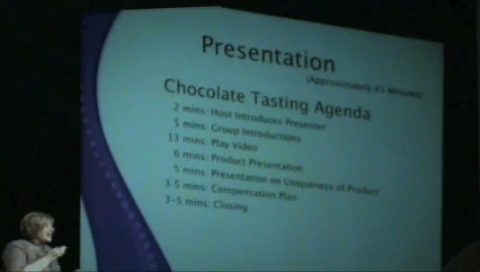 Presentation
(Approximately 45 Minutes)
Chocolate Tasting Agenda
2 mins: Host Introduces Presenter
5 mins: Group Introductions
13 mins: Play Video
6 mins: Product Presentation
5 mins: Presentation on Uniqueness of Product
3-5 mins: Compensation Plan
3-5 mins: Closing